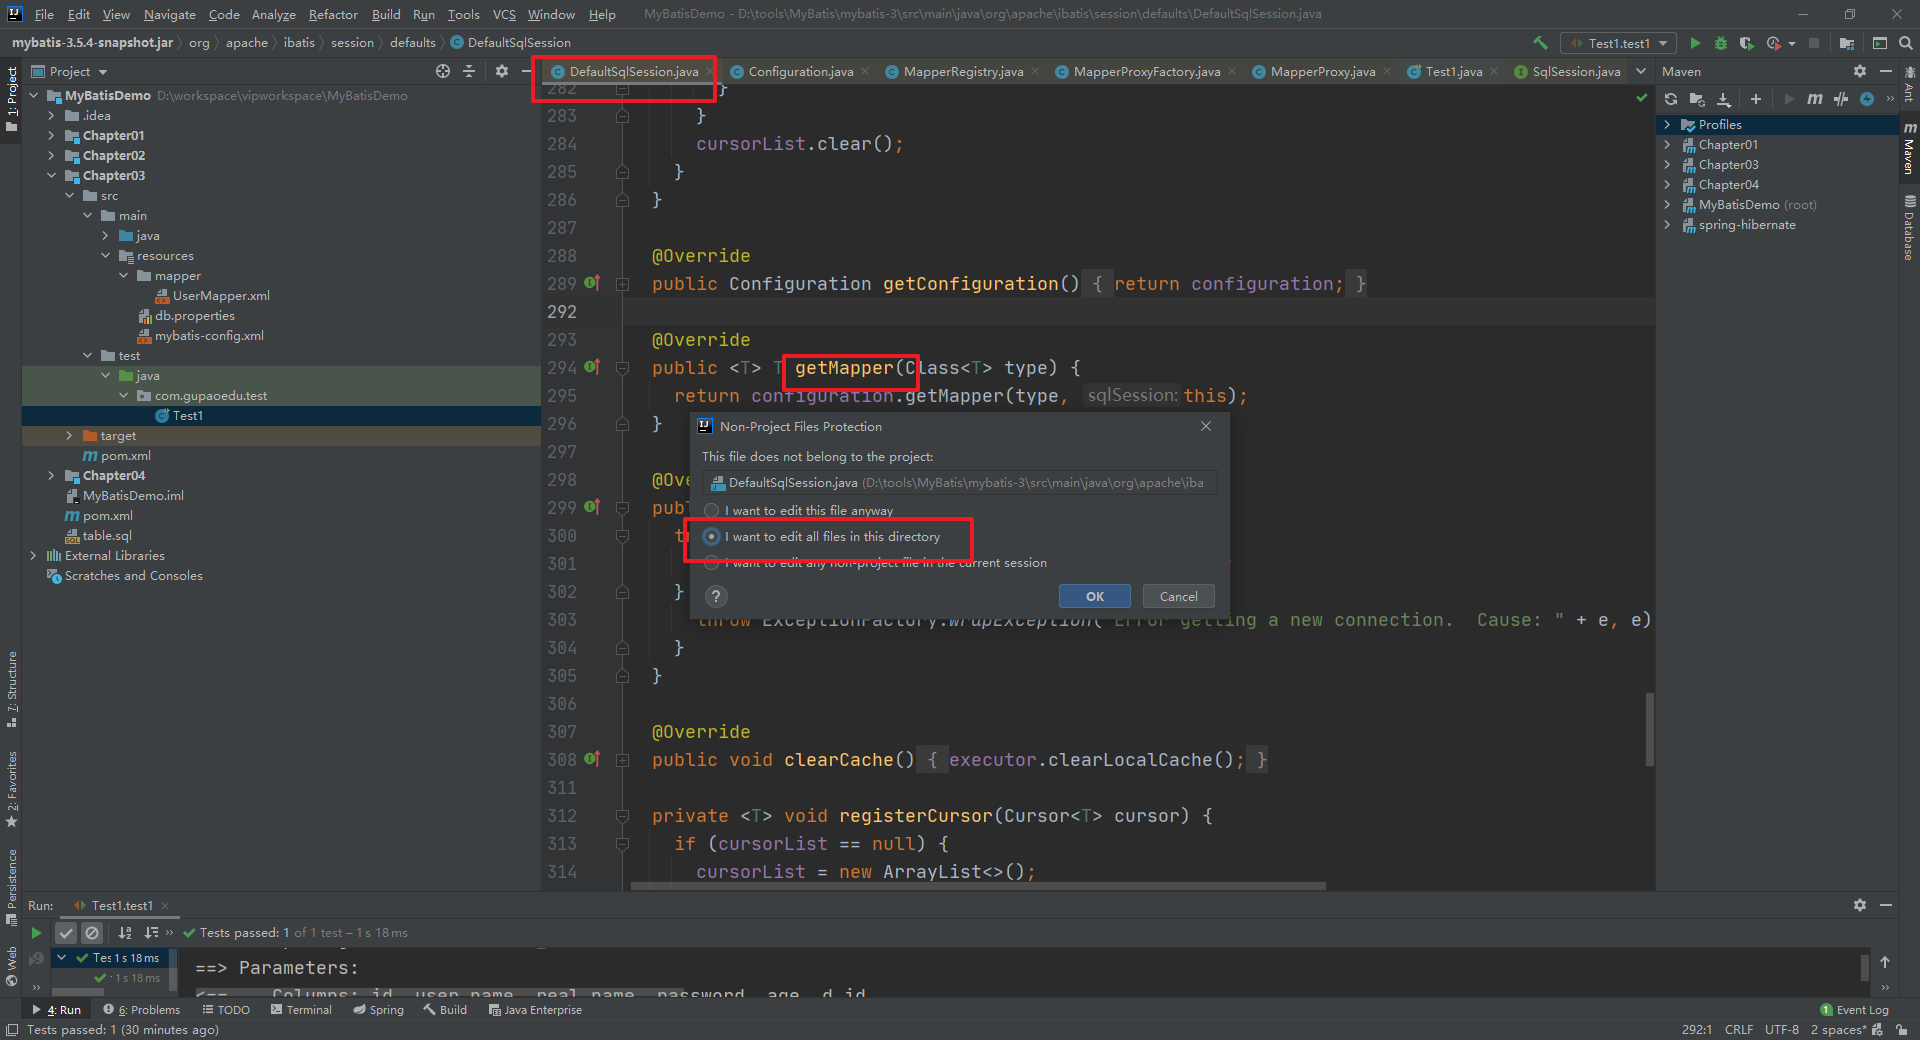 File Edit View Navigate Code Analyze Refactor Build Run Tools VCS Window Help MyBatisDemo - D:\tools\MyBatis\mybatis-3\src\main\java\org\apache\ibatis\session\defaults\DefaultSqlSession.java
mybatis-3.5.4-snapshot.jar org apache ibatis session defaults DefaultSqlSession Test1.test1
Project
DefaultSqlSession.java Configuration.java MapperRegistry.java MapperProxyFactory.java MapperProxy.java Test1.java SqlSession.java
Maven
1: Project
7: Structure
2: Favorites
Persistence
Web
MyBatisDemo D:\workspace\vipworkspace\MyBatisDemo
.idea
Chapter01
Chapter02
Chapter03
src
main
java
resources
mapper
UserMapper.xml
db.properties
mybatis-config.xml
test
java
com.gupaoedu.test
Test1
target
pom.xml
Chapter04
MyBatisDemo.iml
pom.xml
table.sql
External Libraries
Scratches and Consoles
282 }
283 }
284 cursorList.clear();
285 }
286 }
287
288 @Override
289 public Configuration getConfiguration() { return configuration; }
292
293 @Override
294 public <T> T getMapper(Class<T> type) {
295 return configuration.getMapper(type, sqlSession: this);
296 }
297
298 @Ove
299 pub
300
301
302 }
303 throw ExceptionFactory.wrapException("Error getting a new connection.  Cause: " + e, e)
304 }
305 }
306
307 @Override
308 public void clearCache() { executor.clearLocalCache(); }
311
312 private <T> void registerCursor(Cursor<T> cursor) {
313 if (cursorList == null) {
314 cursorList = new ArrayList<>();
Non-Project Files Protection
This file does not belong to the project:
DefaultSqlSession.java (D:\tools\MyBatis\mybatis-3\src\main\java\org\apache\iba
I want to edit this file anyway
I want to edit all files in this directory
I want to edit any non-project file in the current session
? OK Cancel
Profiles
Chapter01
Chapter03
Chapter04
MyBatisDemo (root)
spring-hibernate
Ant
Maven
Database
Run: Test1.test1
Tests passed: 1 of 1 test – 1 s 18 ms
Tes 1 s 18 ms
1 s 18 ms
==> Parameters:
<== Columns: id, user_name, real_name, password, age, d_id
4: Run 6: Problems TODO Terminal Spring Build Java Enterprise 1 Event Log
Tests passed: 1 (30 minutes ago) 292:1 CRLF UTF-8 2 spaces*